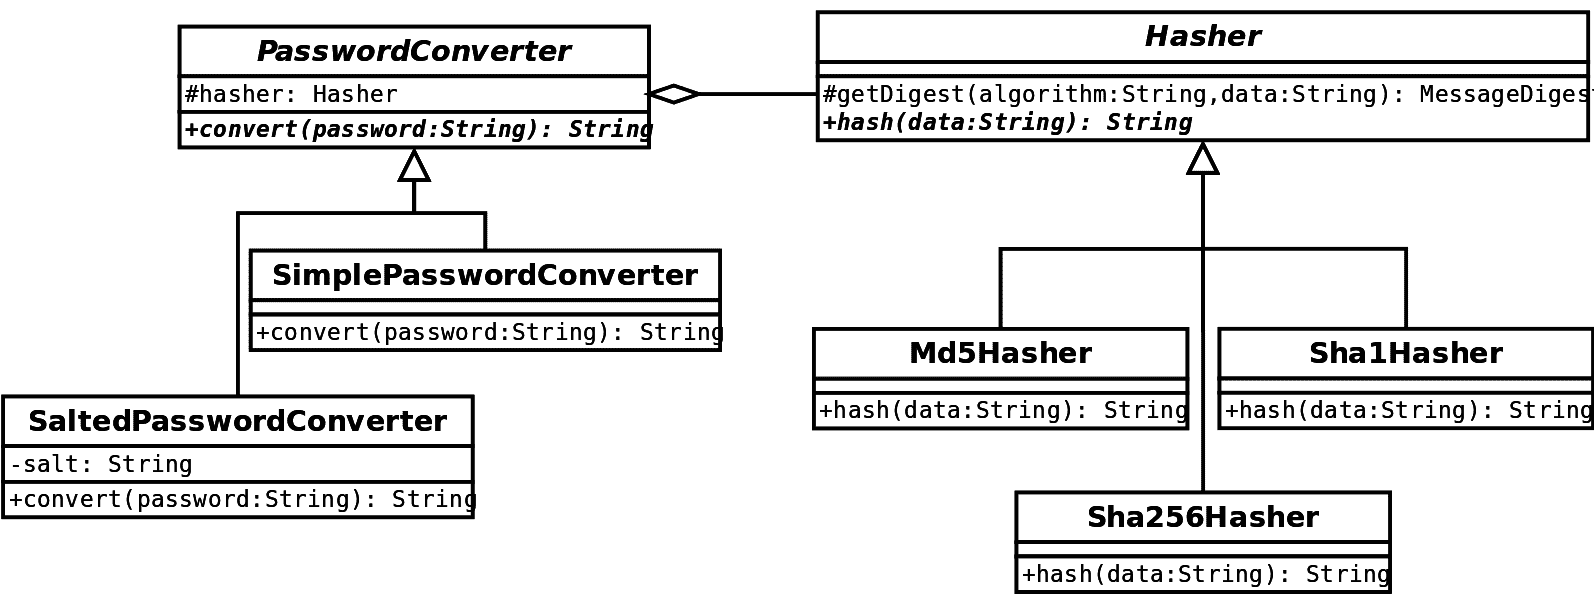 PasswordConverter
#hasher: Hasher
+convert(password:String): String
Hasher
#getDigest(algorithm:String,data:String): MessageDiges
+hash(data:String): String
SimplePasswordConverter
+convert(password:String): String
SaltedPasswordConverter
-salt: String
+convert(password:String): String
Md5Hasher
+hash(data:String): String
Sha1Hasher
+hash(data:String): String
Sha256Hasher
+hash(data:String): String